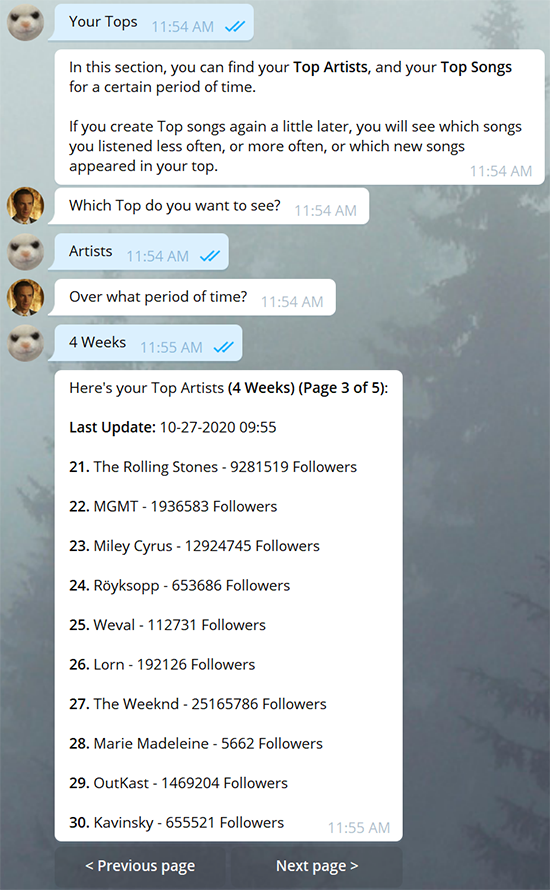 Your Tops 11:54 AM
In this section, you can find your Top Artists, and your Top Songs
for a certain period of time.
If you create Top songs again a little later, you will see which songs
you listened less often, or more often, or which new songs
appeared in your top. 11:54 AM
Which Top do you want to see? 11:54 AM
Artists 11:54 AM
Over what period of time? 11:54 AM
4 Weeks 11:55 AM
Here's your Top Artists (4 Weeks) (Page 3 of 5):
Last Update: 10-27-2020 09:55
21. The Rolling Stones - 9281519 Followers
22. MGMT - 1936583 Followers
23. Miley Cyrus - 12924745 Followers
24. Röyksopp - 653686 Followers
25. Weval - 112731 Followers
26. Lorn - 192126 Followers
27. The Weeknd - 25165786 Followers
28. Marie Madeleine - 5662 Followers
29. OutKast - 1469204 Followers
30. Kavinsky - 655521 Followers 11:55 AM
< Previous page Next page >